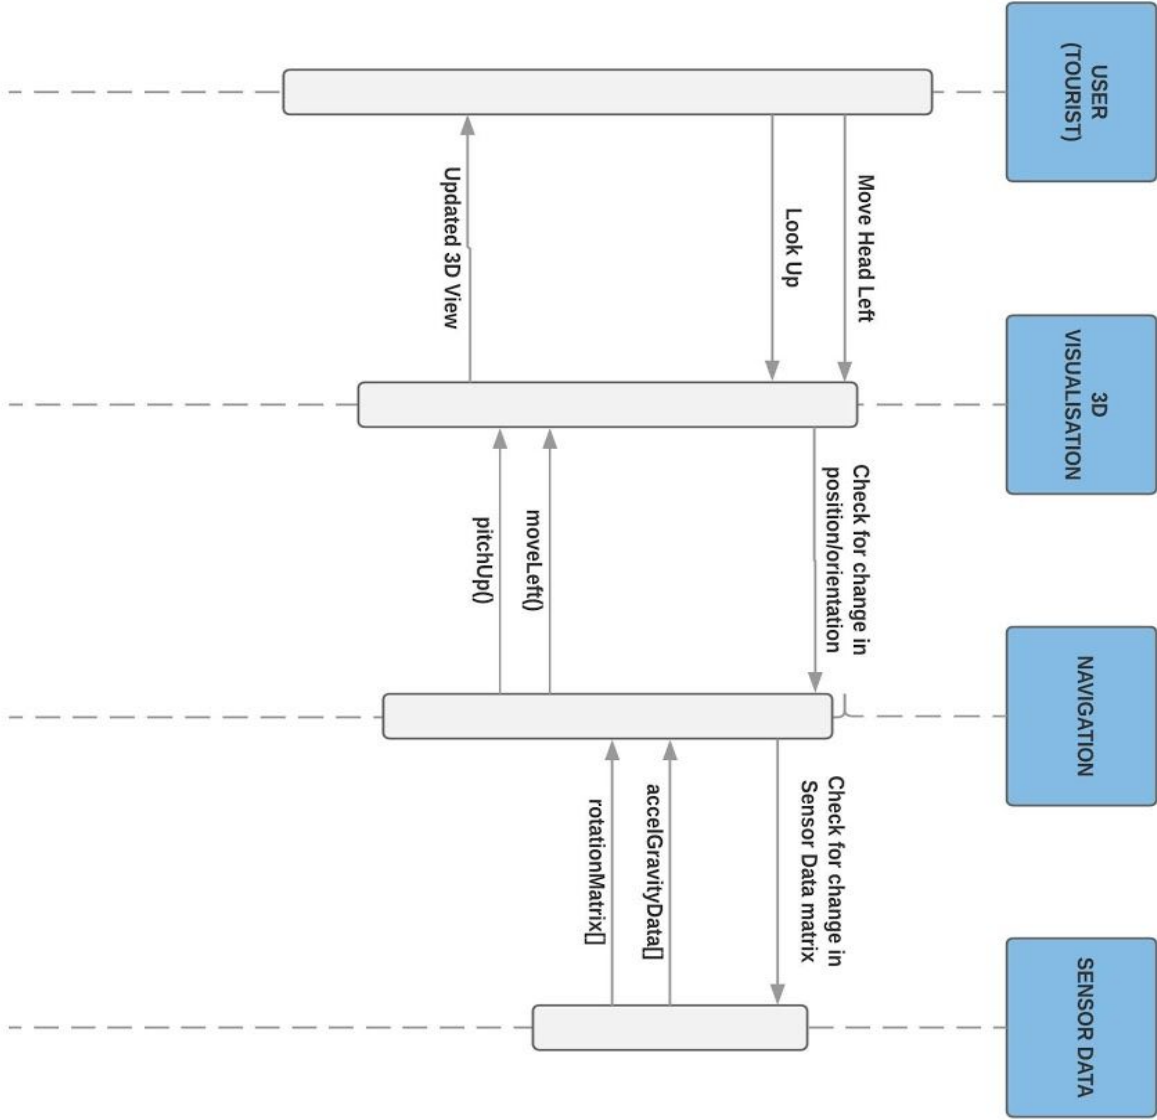 USER
(TOURIST)
3D
VISUALISATION
NAVIGATION
SENSOR DATA
Move Head Left
Look Up
Check for change in
position/orientation
Check for change in
Sensor Data matrix
accelGravityData[]
rotationMatrix[]
moveLeft()
pitchUp()
Updated 3D View